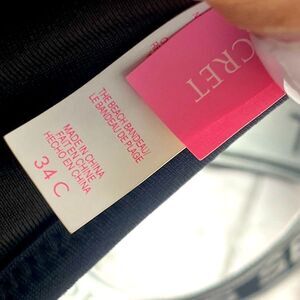 CRET
THE BEACH BANDEAU/
LE BANDEAU DE PLAGE
MADE IN CHINA
FAIT EN CHINE
HECHO EN CHINA
34 C